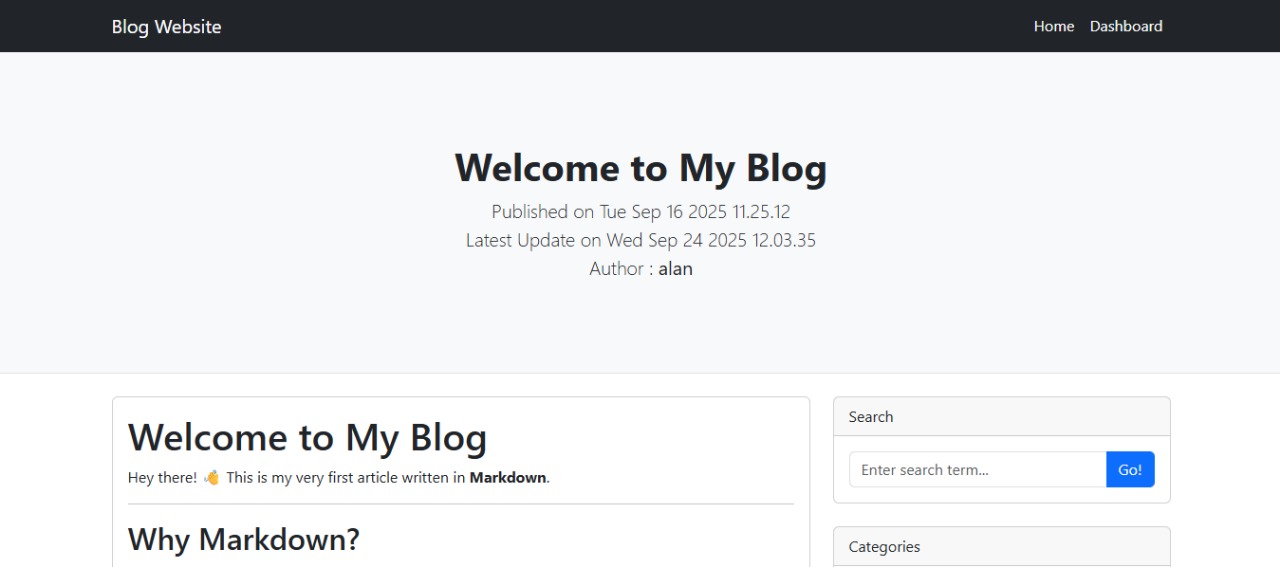 Blog Website
Home Dashboard
Welcome to My Blog
Published on Tue Sep 16 2025 11.25.12
Latest Update on Wed Sep 24 2025 12.03.35
Author : alan
Welcome to My Blog
Hey there! 👋 This is my very first article written in Markdown.
Why Markdown?
Search
Enter search term...
Go!
Categories